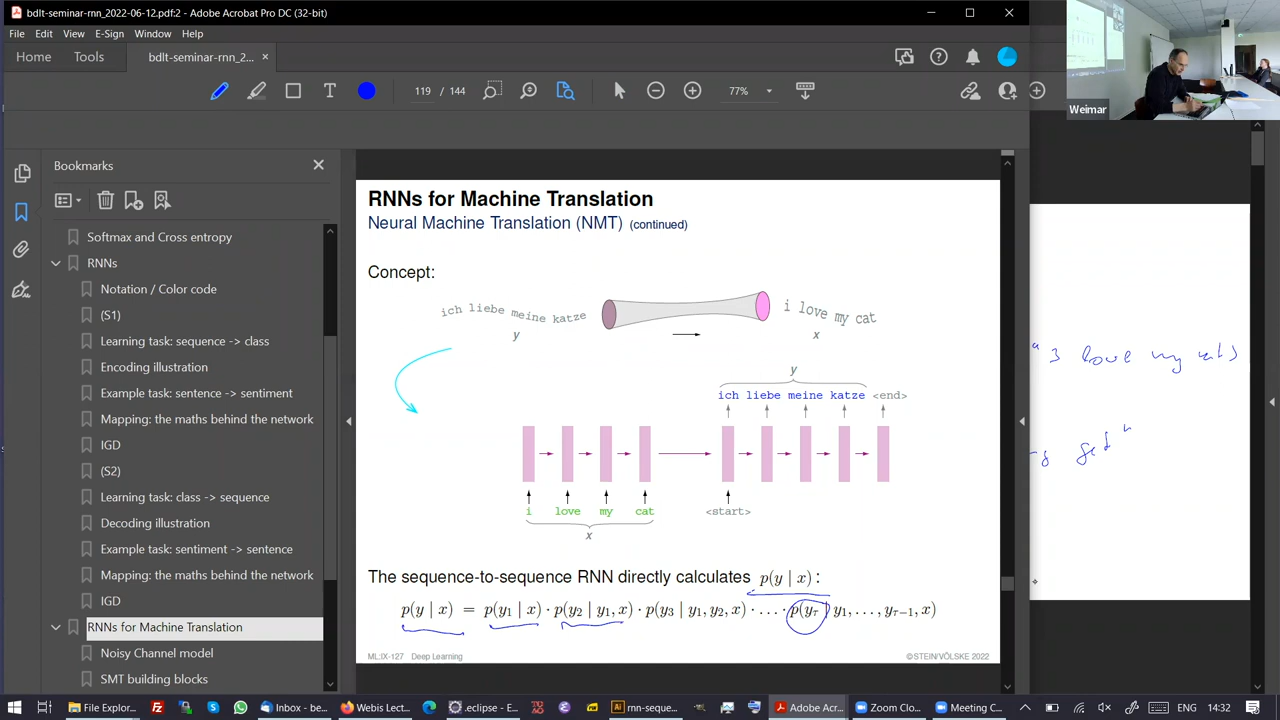 bdlt-seminar-rnn_2022-06-12.pdf:2 - Adobe Acrobat Pro DC (32-bit)
File Edit View E-Sign Window Help
Home Tools bdlt-seminar-rnn_2... ×
119 / 144 77%
Weimar
Bookmarks
Softmax and Cross entropy
RNNs
Notation / Color code
(S1)
Learning task: sequence -> class
Encoding illustration
Example task: sentence -> sentiment
Mapping: the maths behind the network
IGD
(S2)
Learning task: class -> sequence
Decoding illustration
Example task: sentiment -> sentence
Mapping: the maths behind the network
IGD
RNNs for Machine Translation
Noisy Channel model
SMT building blocks
RNNs for Machine Translation
Neural Machine Translation (NMT) (continued)
Concept:
ich liebe meine katze i love my cat
y x
y
ich liebe meine katze <end>
i love my cat <start>
x
The sequence-to-sequence RNN directly calculates p(y | x) :
p(y | x) = p(y₁ | x) · p(y₂ | y₁, x) · p(y₃ | y₁, y₂, x) · . . . · p(yτ | y₁, . . . , yτ−1, x)
ML:IX-127 Deep Learning ©STEIN/VÖLSKE 2022
love my
File Explor... Inbox - be... Webis Lect... .eclipse - E... rnn-seque... Adobe Acr... Zoom Clo... Meeting C... ENG 14:32